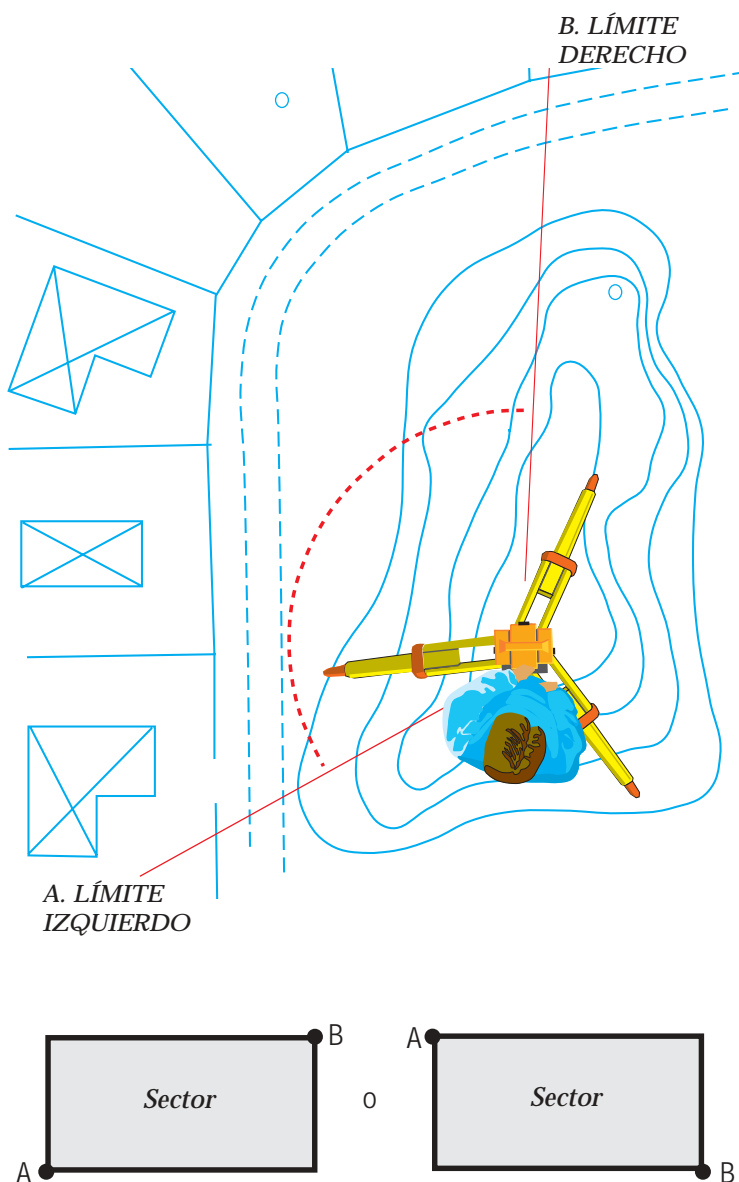 B. LÍMITE
DERECHO
A. LÍMITE
IZQUIERDO
B
A
Sector
o
Sector
A
B